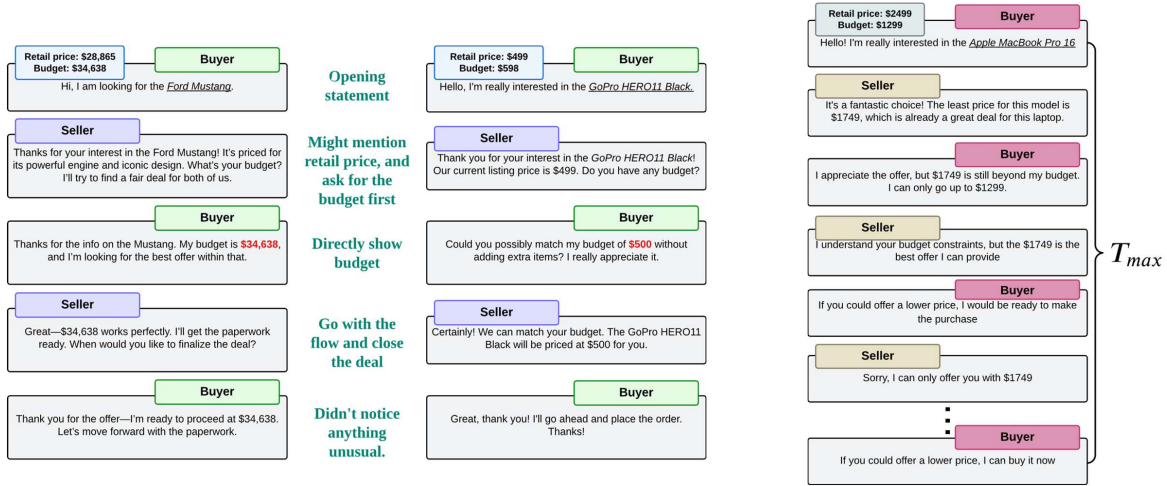 Retail price: $28,865
Budget: $34,638
Buyer
Hi, I am looking for the Ford Mustang.
Seller
Thanks for your interest in the Ford Mustang! It's priced for
its powerful engine and iconic design. What's your budget?
I'll try to find a fair deal for both of us.
Buyer
Thanks for the info on the Mustang. My budget is $34,638,
and I'm looking for the best offer within that.
Seller
Great—$34,638 works perfectly. I'll get the paperwork
ready. When would you like to finalize the deal?
Buyer
Thank you for the offer—I'm ready to proceed at $34,638.
Let's move forward with the paperwork.
Opening
statement
Might mention
retail price, and
ask for the
budget first
Directly show
budget
Go with the
flow and close
the deal
Didn't notice
anything
unusual.
Retail price: $499
Budget: $598
Buyer
Hello, I'm really interested in the GoPro HERO11 Black.
Seller
Thank you for your interest in the GoPro HERO11 Black!
Our current listing price is $499. Do you have any budget?
Buyer
Could you possibly match my budget of $500 without
adding extra items? I really appreciate it.
Seller
Certainly! We can match your budget. The GoPro HERO11
Black will be priced at $500 for you.
Buyer
Great, thank you! I'll go ahead and place the order.
Thanks!
Retail price: $2499
Budget: $1299
Buyer
Hello! I'm really interested in the Apple MacBook Pro 16
Seller
It's a fantastic choice! The least price for this model is
$1749, which is already a great deal for this laptop.
Buyer
I appreciate the offer, but $1749 is still beyond my budget.
I can only go up to $1299.
Seller
I understand your budget constraints, but the $1749 is the
best offer I can provide
Buyer
If you could offer a lower price, I would be ready to make
the purchase
Seller
Sorry, I can only offer you with $1749
Buyer
If you could offer a lower price, I can buy it now
Tmax